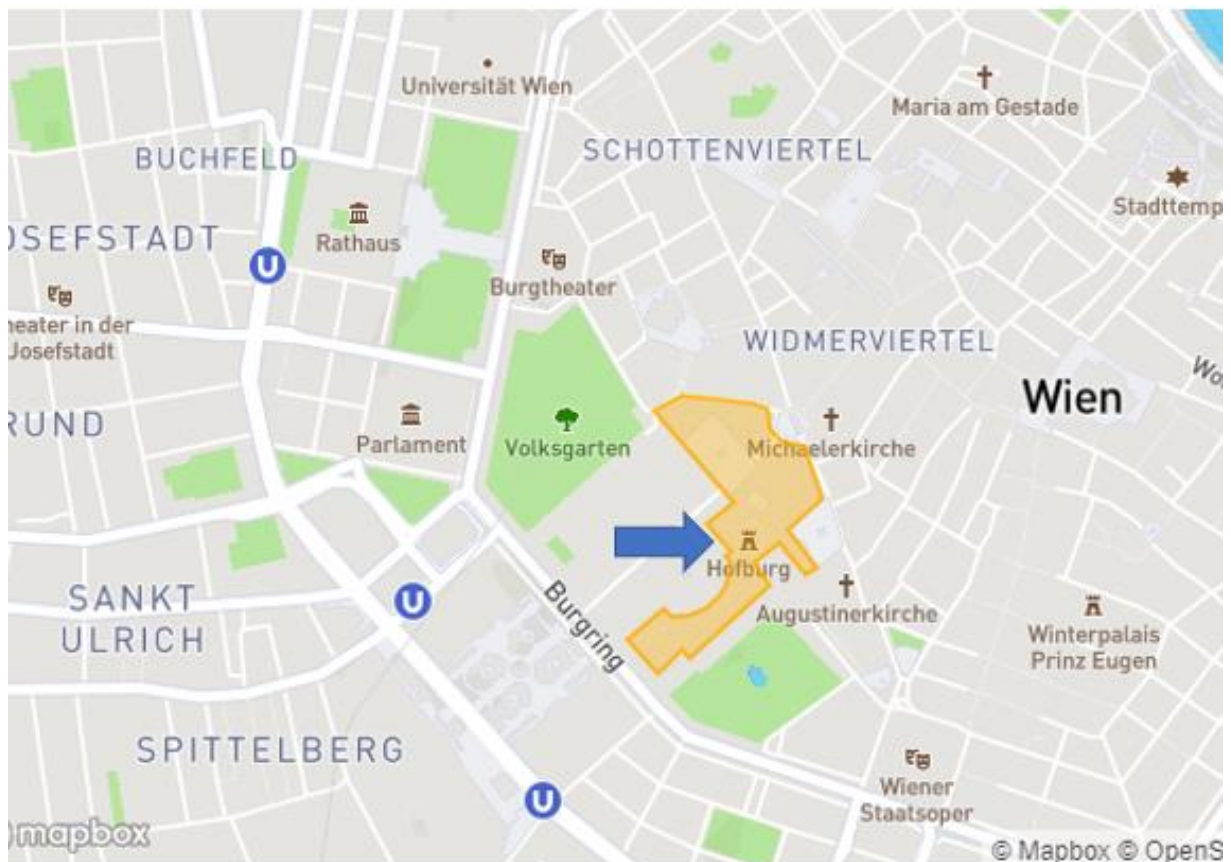 Universität Wien
Maria am Gestade
BUCHFELD
SCHOTTENVIERTEL
Stadttemp
OSEFSTADT
Rathaus
Burgtheater
heater in der
Josefstadt
WIDMERVIERTEL
Wien
RUND
Parlament
Volksgarten
Michaelerkirche
Hofburg
SANKT
ULRICH
Burgring
Augustinerkirche
Winterpalais
Prinz Eugen
SPITTELBERG
Wiener
Staatsoper
U
U
U
mapbox
© Mapbox © OpenS